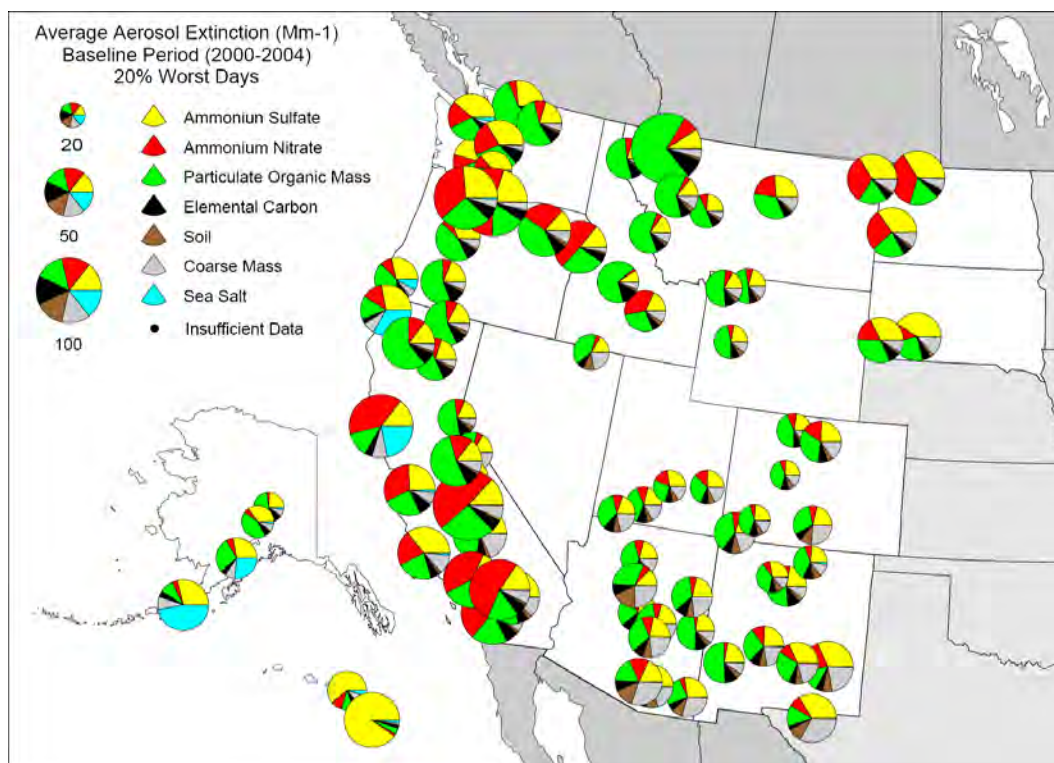 Average Aerosol Extinction (Mm-1)
Baseline Period (2000-2004)
20% Worst Days
20
50
100
Ammoniun Sulfate
Ammonium Nitrate
Particulate Organic Mass
Elemental Carbon
Soil
Coarse Mass
Sea Salt
Insufficient Data